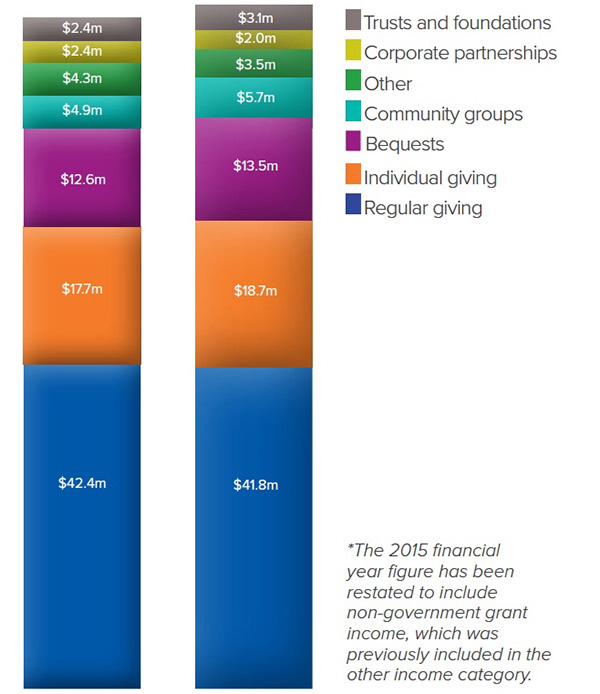 $2.4m
$2.4m
$4.3m
$4.9m
$12.6m
$17.7m
$42.4m
$3.1m
$2.0m
$3.5m
$5.7m
$13.5m
$18.7m
$41.8m
Trusts and foundations
Corporate partnerships
Other
Community groups
Bequests
Individual giving
Regular giving
*The 2015 financial
year figure has been
restated to include
non-government grant
income, which was
previously included in the
other income category.